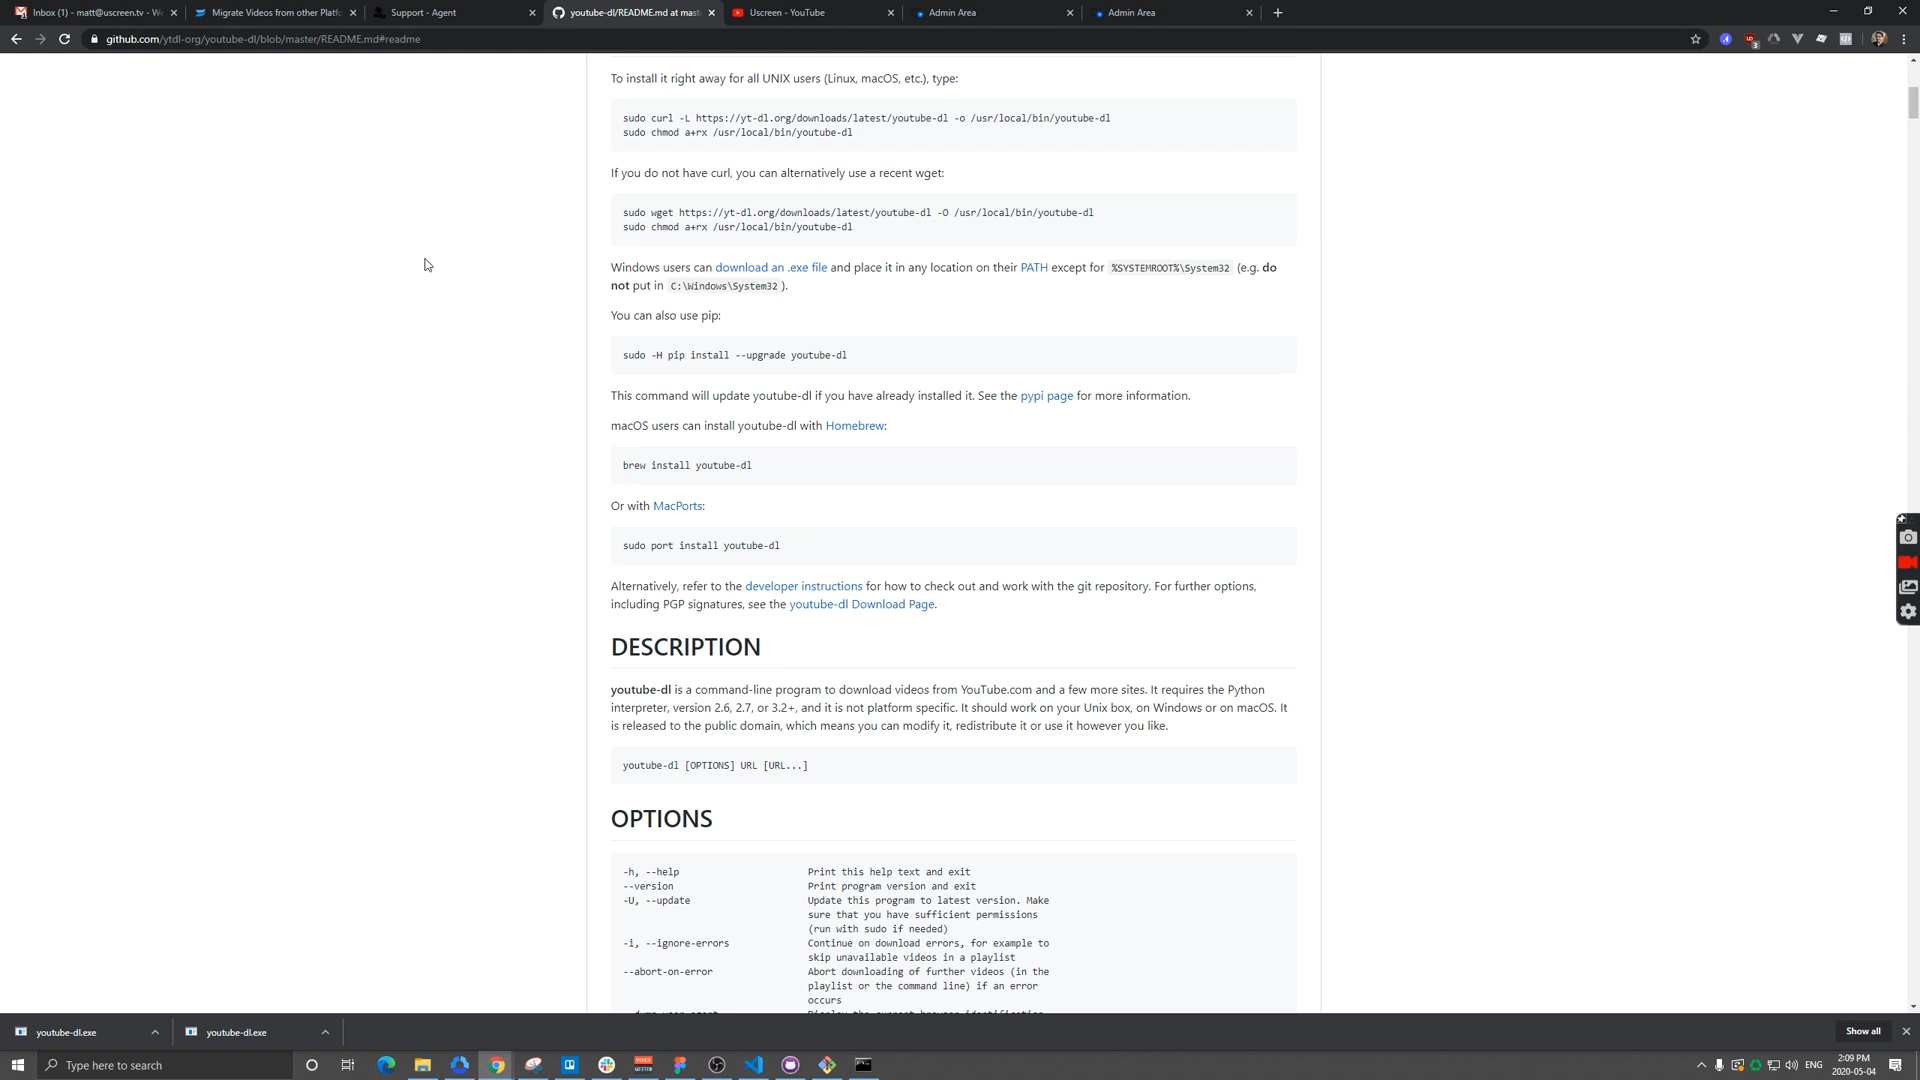 Inbox (1) - matt@uscreen.tv - We
Migrate Videos from other Platfo
Support - Agent
youtube-dl/README.md at mast
Uscreen - YouTube
Admin Area
Admin Area
github.com/ytdl-org/youtube-dl/blob/master/README.md#readme
To install it right away for all UNIX users (Linux, macOS, etc.), type:
sudo curl -L https://yt-dl.org/downloads/latest/youtube-dl -o /usr/local/bin/youtube-dl
sudo chmod a+rx /usr/local/bin/youtube-dl
If you do not have curl, you can alternatively use a recent wget:
sudo wget https://yt-dl.org/downloads/latest/youtube-dl -O /usr/local/bin/youtube-dl
sudo chmod a+rx /usr/local/bin/youtube-dl
Windows users can download an .exe file and place it in any location on their PATH except for %SYSTEMROOT%\System32 (e.g. do
not put in C:\Windows\System32 ).
You can also use pip:
sudo -H pip install --upgrade youtube-dl
This command will update youtube-dl if you have already installed it. See the pypi page for more information.
macOS users can install youtube-dl with Homebrew:
brew install youtube-dl
Or with MacPorts:
sudo port install youtube-dl
Alternatively, refer to the developer instructions for how to check out and work with the git repository. For further options,
including PGP signatures, see the youtube-dl Download Page.
DESCRIPTION
youtube-dl is a command-line program to download videos from YouTube.com and a few more sites. It requires the Python
interpreter, version 2.6, 2.7, or 3.2+, and it is not platform specific. It should work on your Unix box, on Windows or on macOS. It
is released to the public domain, which means you can modify it, redistribute it or use it however you like.
youtube-dl [OPTIONS] URL [URL...]
OPTIONS
-h, --help Print this help text and exit
--version Print program version and exit
-U, --update Update this program to latest version. Make
sure that you have sufficient permissions
(run with sudo if needed)
-i, --ignore-errors Continue on download errors, for example to
skip unavailable videos in a playlist
--abort-on-error Abort downloading of further videos (in the
playlist or the command line) if an error
occurs
youtube-dl.exe
youtube-dl.exe
Show all
Type here to search
ENG
2:09 PM
2020-05-04